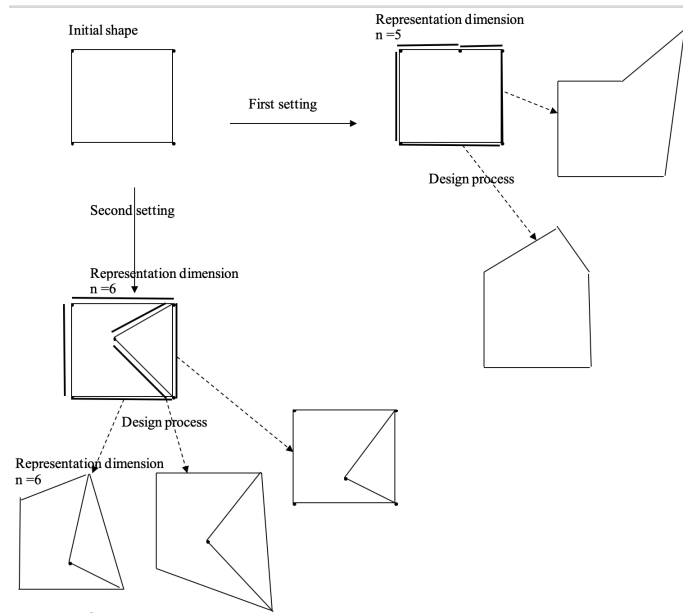 Initial shape
Representation dimension
n =5
First setting
Design process
Second setting
Representation dimension
n =6
Design process
Representation dimension
n =6